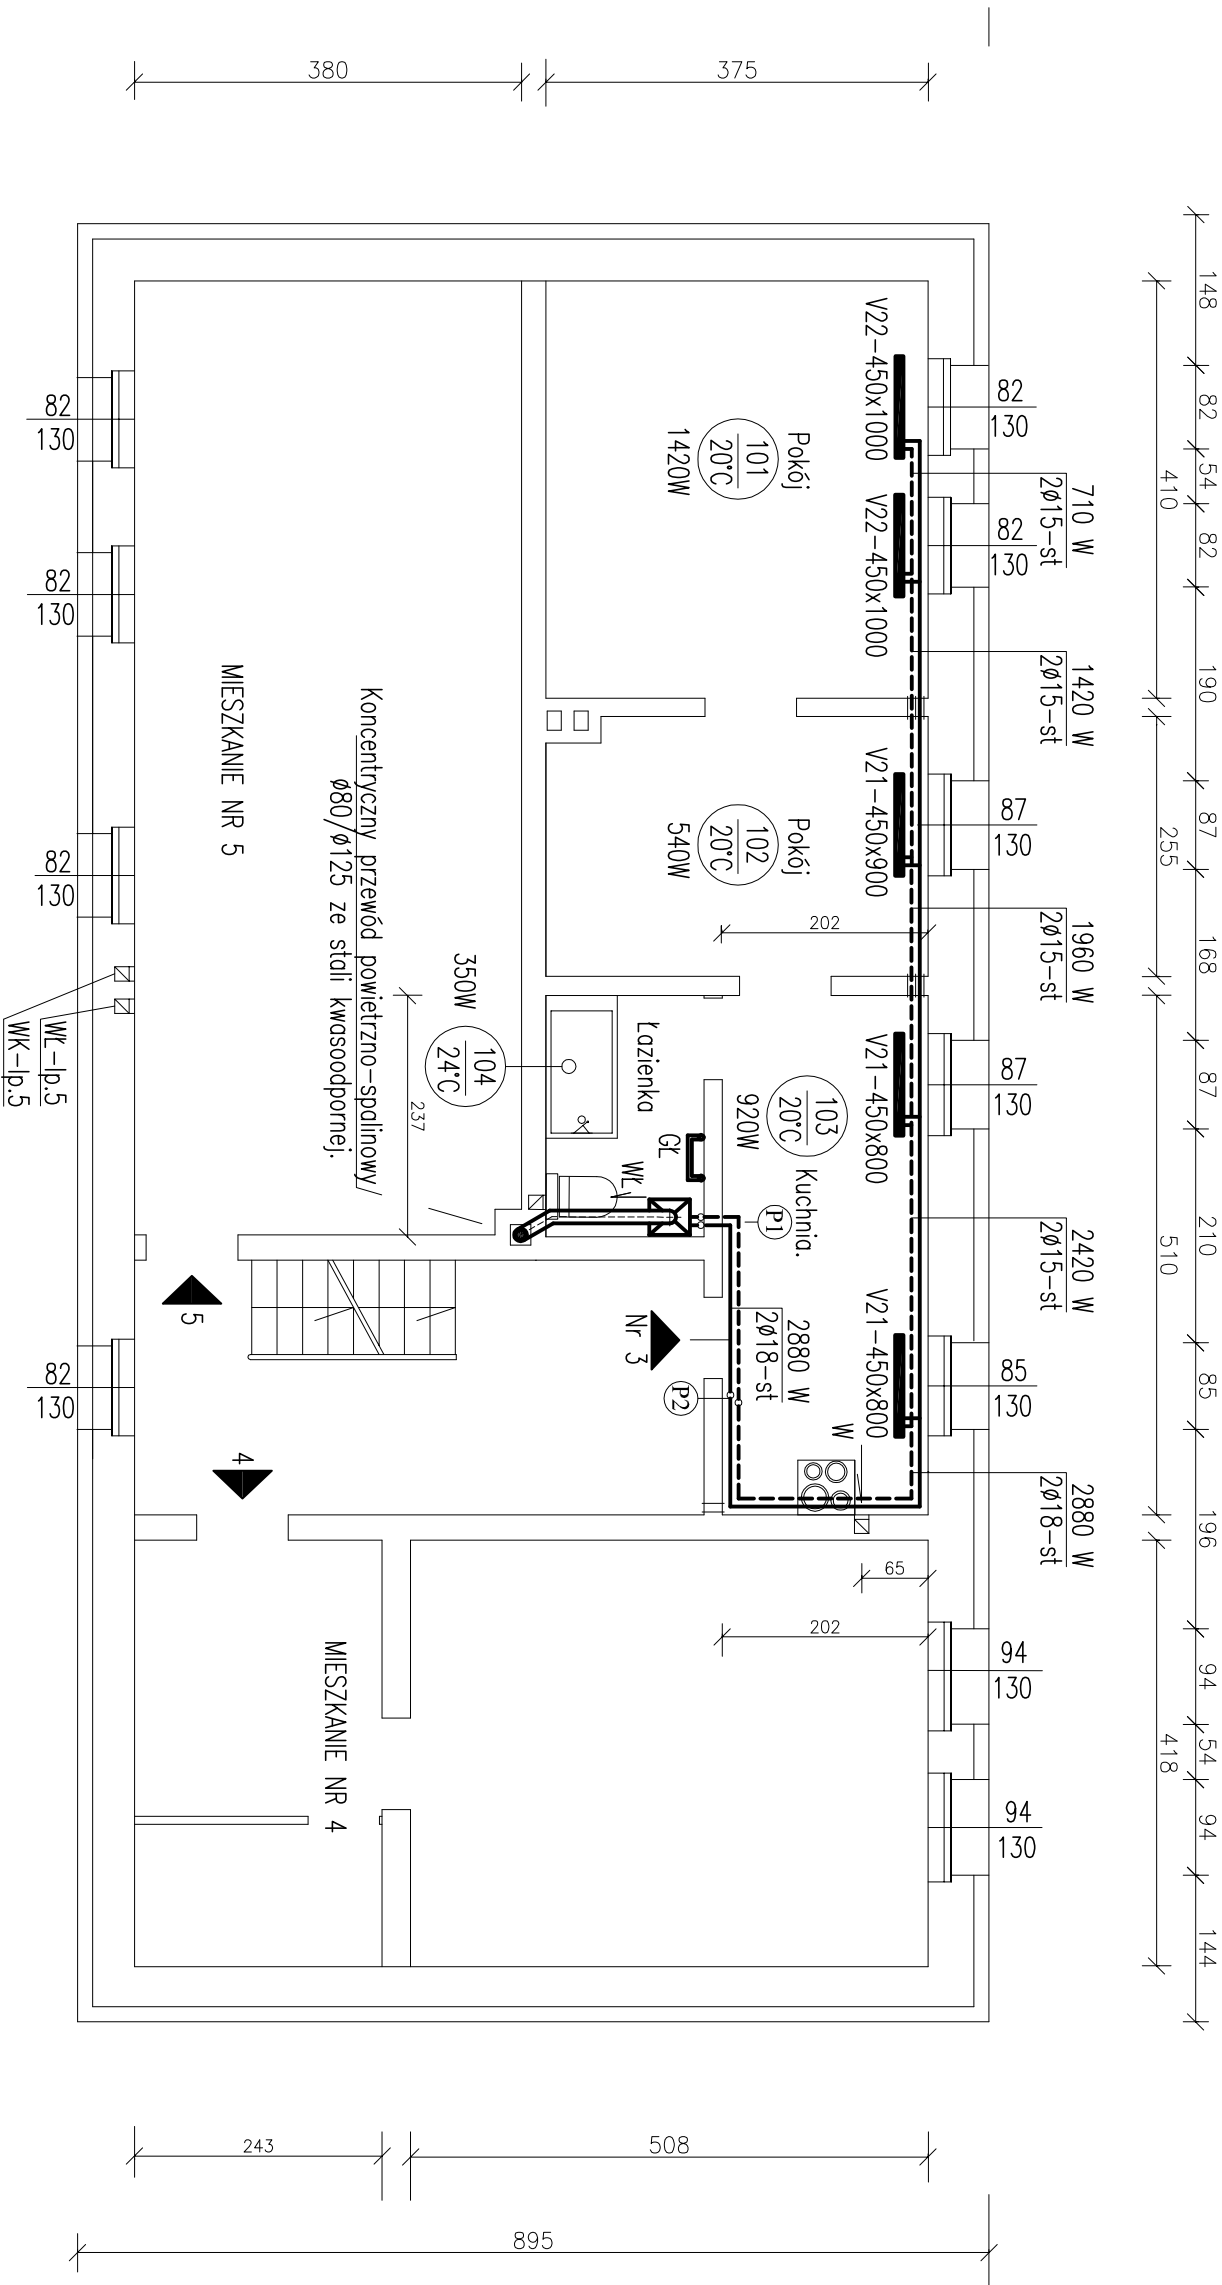 380
375
148
82
54
82
190
87
168
87
210
85
196
94
54
94
144
410
255
510
418
710 W
2ø15-st
1420 W
2ø15-st
1960 W
2ø15-st
2420 W
2ø15-st
2880 W
2ø18-st
82
130
82
130
87
130
87
130
85
130
94
130
94
130
V22-450x1000
V22-450x1000
V21-450x900
V21-450x800
V21-450x800
Pokój
101
20°C
1420W
Pokój
102
20°C
540W
202
103
20°C
920W
Kuchnia.
Łazienka
GŁ
WŁ
P1
2880 W
2ø18-st
Nr 3
P2
W
65
202
104
24°C
350W
237
Koncentryczny przewód powietrzno-spalinowy
ø80/ø125 ze stali kwasoodpornej.
MIESZKANIE NR 5
5
4
MIESZKANIE NR 4
82
130
82
130
82
130
82
130
WŁ-lp.5
WK-lp.5
243
508
895